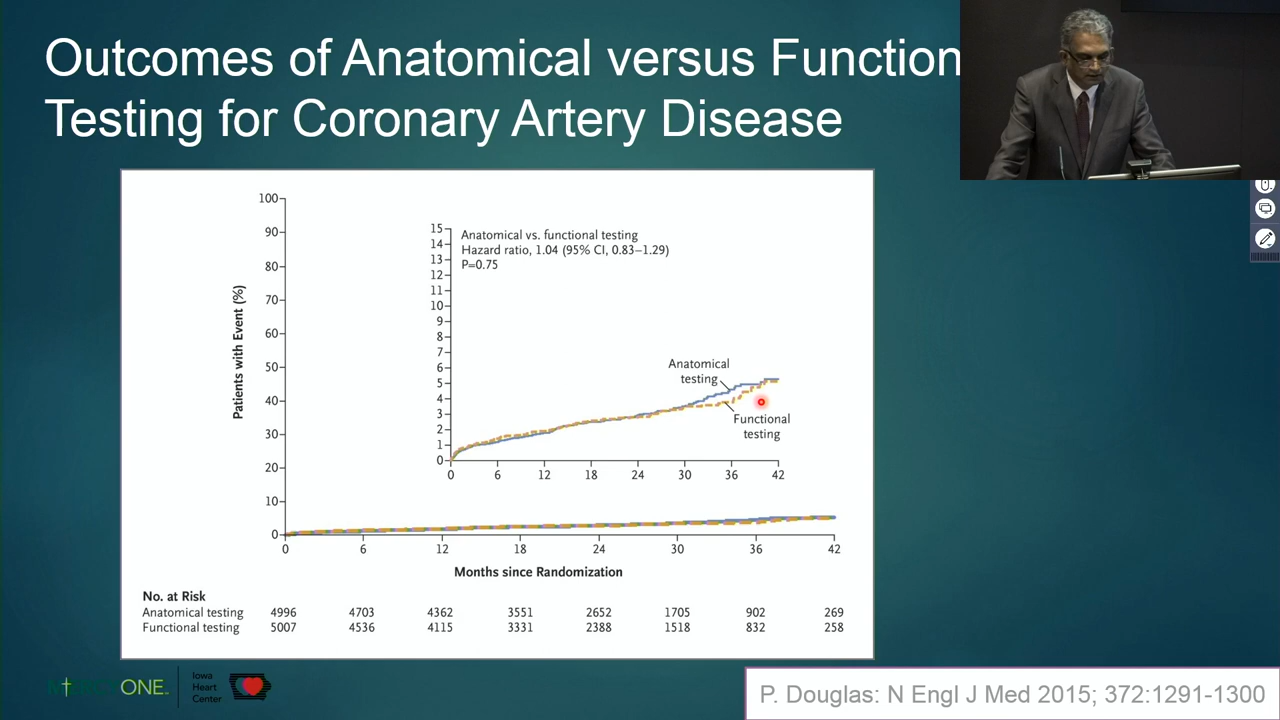 Outcomes of Anatomical versus Function
Testing for Coronary Artery Disease
100
90
80
70
60
50
40
30
20
10
0
Patients with Event (%)
15
14
13
12
11
10
9
8
7
6
5
4
3
2
1
0
Anatomical vs. functional testing
Hazard ratio, 1.04 (95% CI, 0.83–1.29)
P=0.75
Anatomical
testing
Functional
testing
0 6 12 18 24 30 36 42
0 6 12 18 24 30 36 42
Months since Randomization
No. at Risk
Anatomical testing 4996 4703 4362 3551 2652 1705 902 269
Functional testing 5007 4536 4115 3331 2388 1518 832 258
MERCYONE
Iowa
Heart
Center
P. Douglas: N Engl J Med 2015; 372:1291-1300